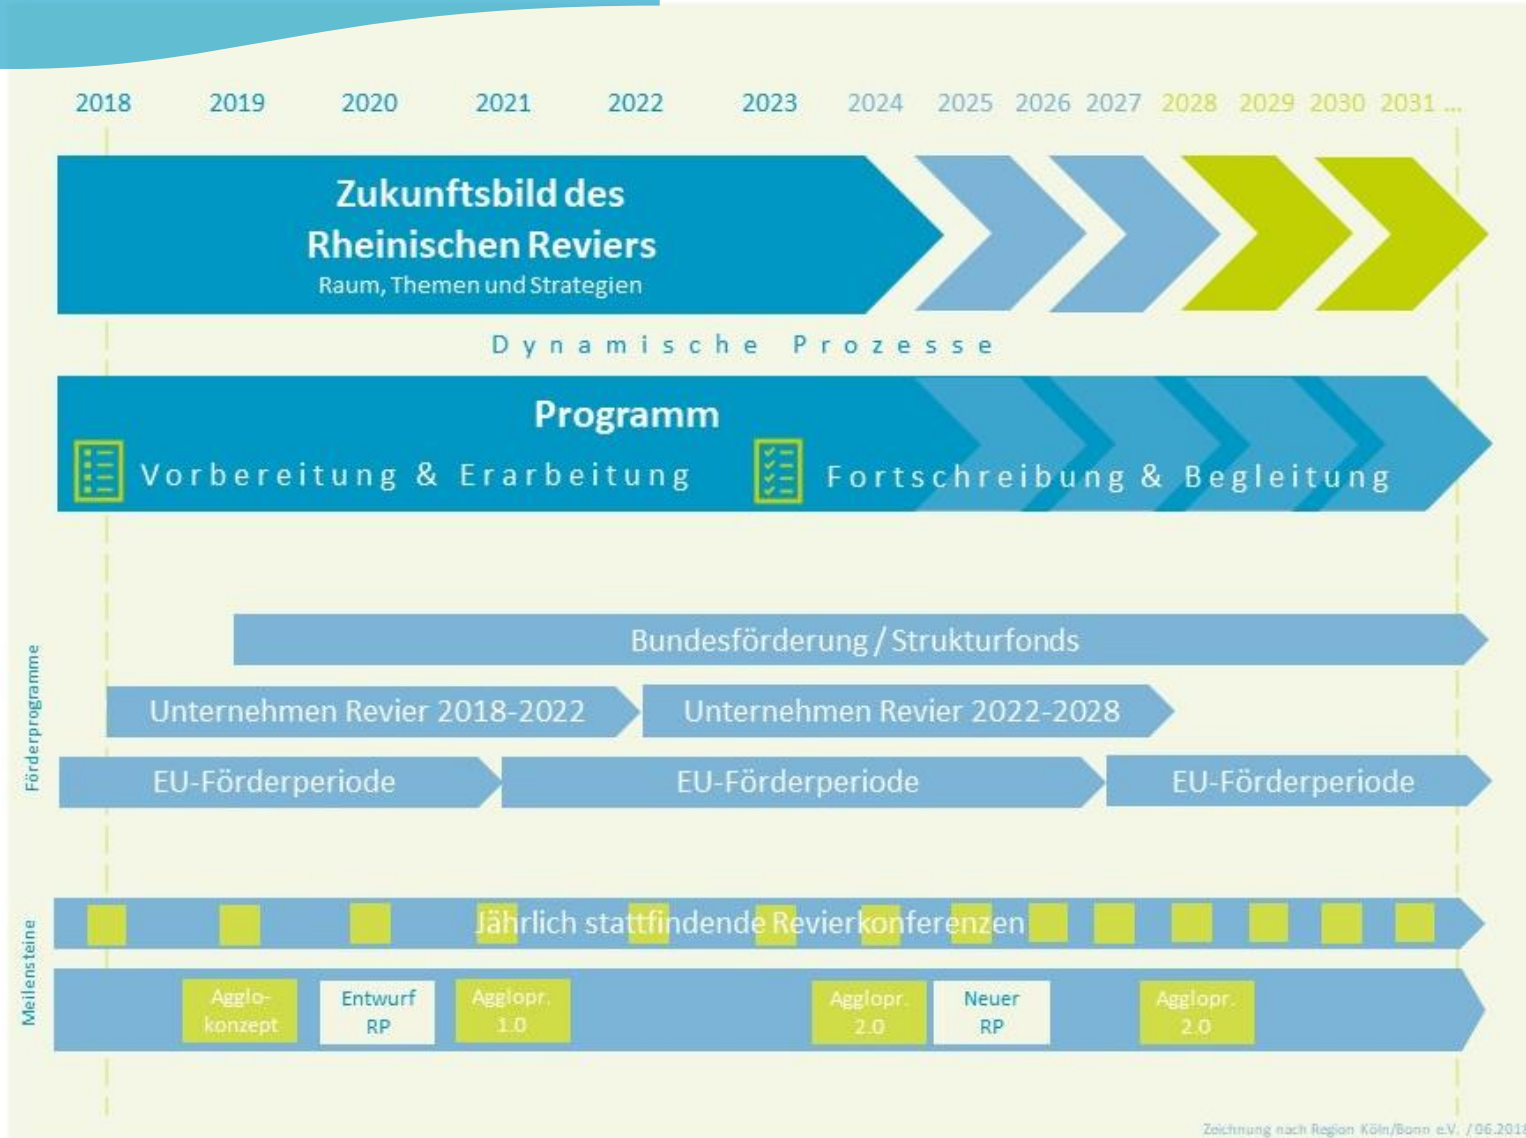 2018 2019 2020 2021 2022 2023 2024 2025 2026 2027 2028 2029 2030 2031 ...
Zukunftsbild des
Rheinischen Reviers
Raum, Themen und Strategien
Dynamische Prozesse
Programm
Vorbereitung & Erarbeitung
Fortschreibung & Begleitung
Förderprogramme
Bundesförderung / Strukturfonds
Unternehmen Revier 2018-2022
Unternehmen Revier 2022-2028
EU-Förderperiode
EU-Förderperiode
EU-Förderperiode
Meilensteine
Jährlich stattfindende Revierkonferenzen
Agglo-
konzept
Entwurf
RP
Agglopr.
1.0
Agglopr.
2.0
Neuer
RP
Agglopr.
2.0
Zeichnung nach Region Köln/Bonn e.V. / 06.2018